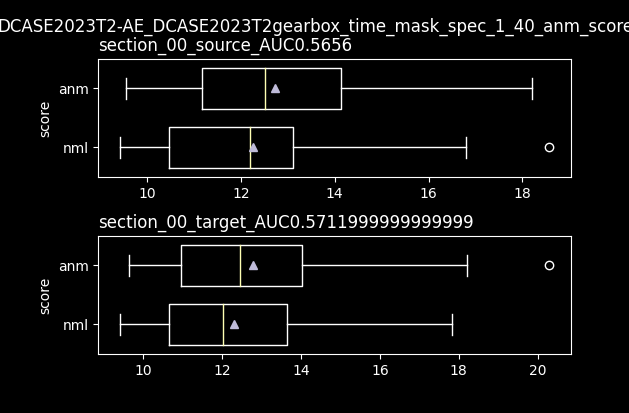 DCASE2023T2-AE_DCASE2023T2gearbox_time_mask_spec_1_40_anm_score
section_00_source_AUC0.5656
anm
nml
score
10 12 14 16 18
section_00_target_AUC0.5711999999999999
anm
nml
score
10 12 14 16 18 20